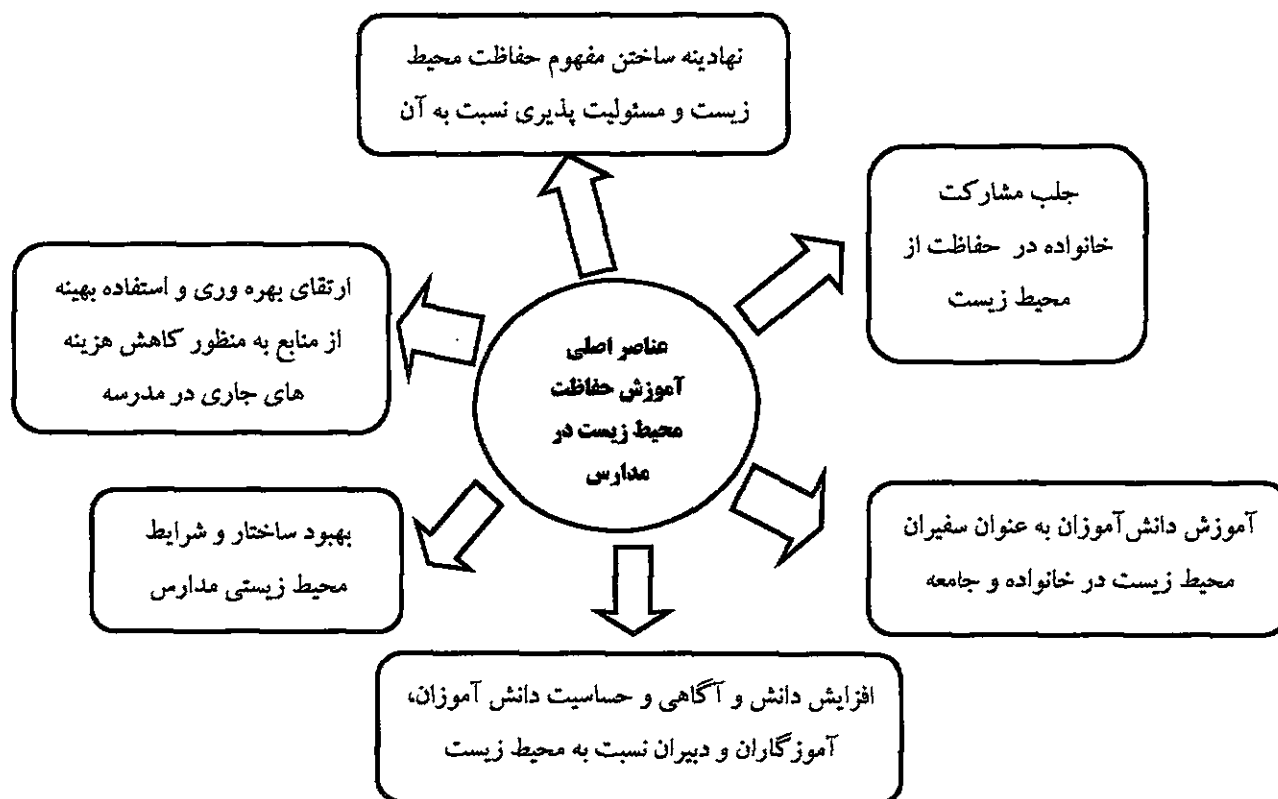 نهادینه ساختن مفهوم حفاظت محیط
زیست و مسئولیت پذیری نسبت به آن
جلب مشارکت
خانواده در حفاظت از
محیط زیست
ارتقای بهره وری و استفاده بهینه
از منابع به منظور کاهش هزینه
های جاری در مدرسه
عناصر اصلی
آموزش حفاظت
محیط زیست در
مدارس
آموزش دانش‌آموزان به عنوان سفیران
محیط زیست در خانواده و جامعه
بهبود ساختار و شرایط
محیط زیستی مدارس
افزایش دانش و آگاهی و حساسیت دانش آموزان،
آموزگاران و دبیران نسبت به محیط زیست